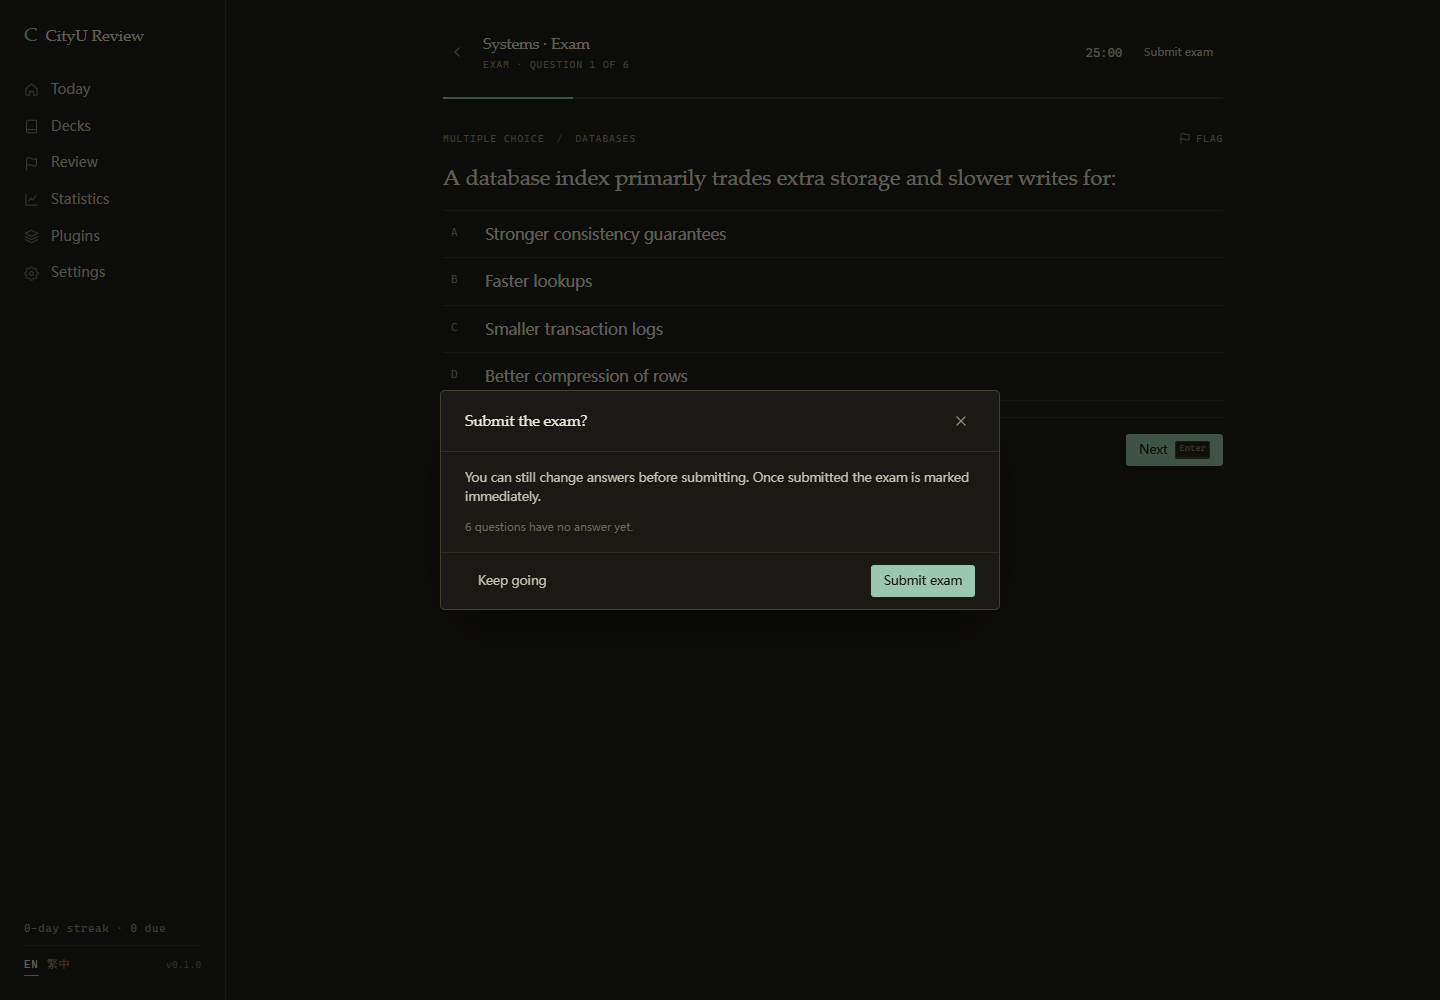 C CityU Review
Today
Decks
Review
Statistics
Plugins
Settings
0-day streak · 0 due
EN 繁中
v0.1.0
Systems · Exam
EXAM · QUESTION 1 OF 6
25:00
Submit exam
MULTIPLE CHOICE / DATABASES
FLAG
A database index primarily trades extra storage and slower writes for:
A Stronger consistency guarantees
B Faster lookups
C Smaller transaction logs
D Better compression of rows
Next Enter
Submit the exam?
You can still change answers before submitting. Once submitted the exam is marked
immediately.
6 questions have no answer yet.
Keep going
Submit exam